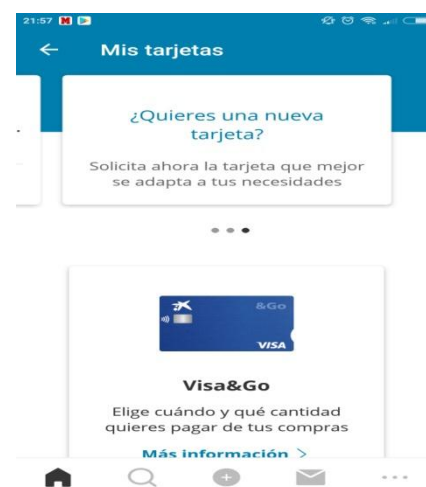 21:57
Mis tarjetas
¿Quieres una nueva
tarjeta?
Solicita ahora la tarjeta que mejor
se adapta a tus necesidades
&Go
VISA
Visa&Go
Elige cuándo y qué cantidad
quieres pagar de tus compras
Más información >